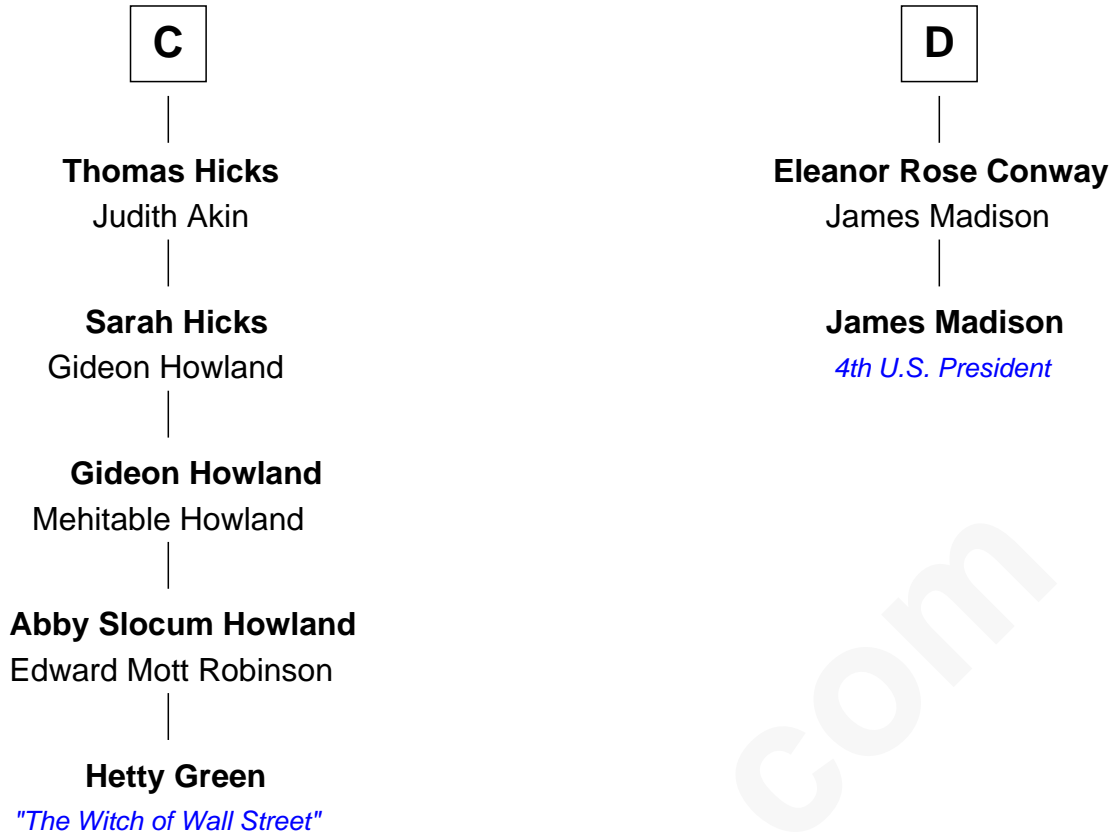 C
Thomas Hicks
Judith Akin
Sarah Hicks
Gideon Howland
Gideon Howland
Mehitable Howland
Abby Slocum Howland
Edward Mott Robinson
Hetty Green
"The Witch of Wall Street"
D
Eleanor Rose Conway
James Madison
James Madison
4th U.S. President
com